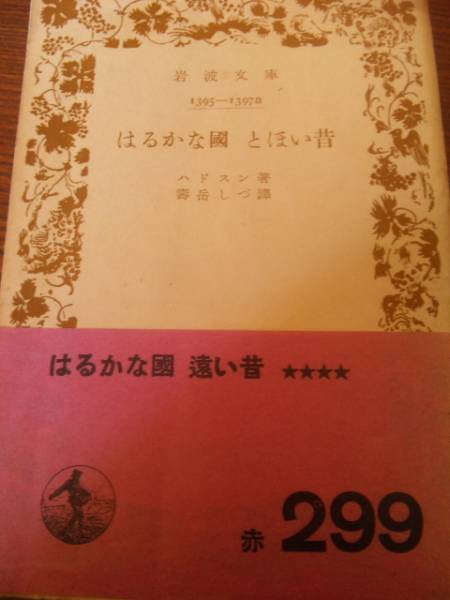 岩波文庫
1395—1397a
はるかな國 とほい昔
ハドスン著
壽岳しづ譯
はるかな國 遠い昔 ★★★★
赤 299